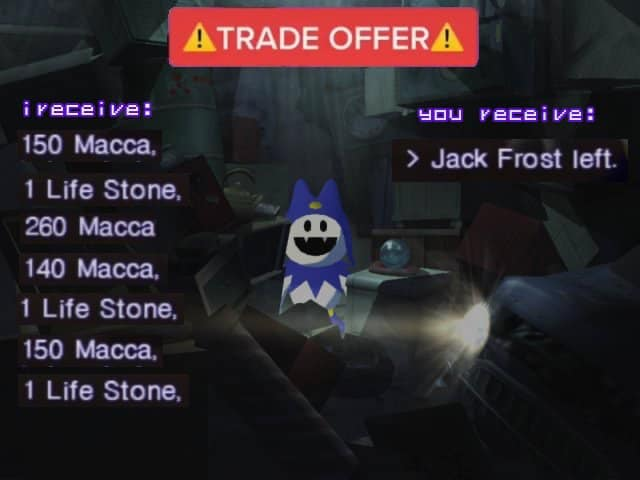 ⚠TRADE OFFER⚠
i receive:
150 Macca,
1 Life Stone,
260 Macca
140 Macca,
1 Life Stone,
150 Macca,
1 Life Stone,
you receive:
> Jack Frost left.